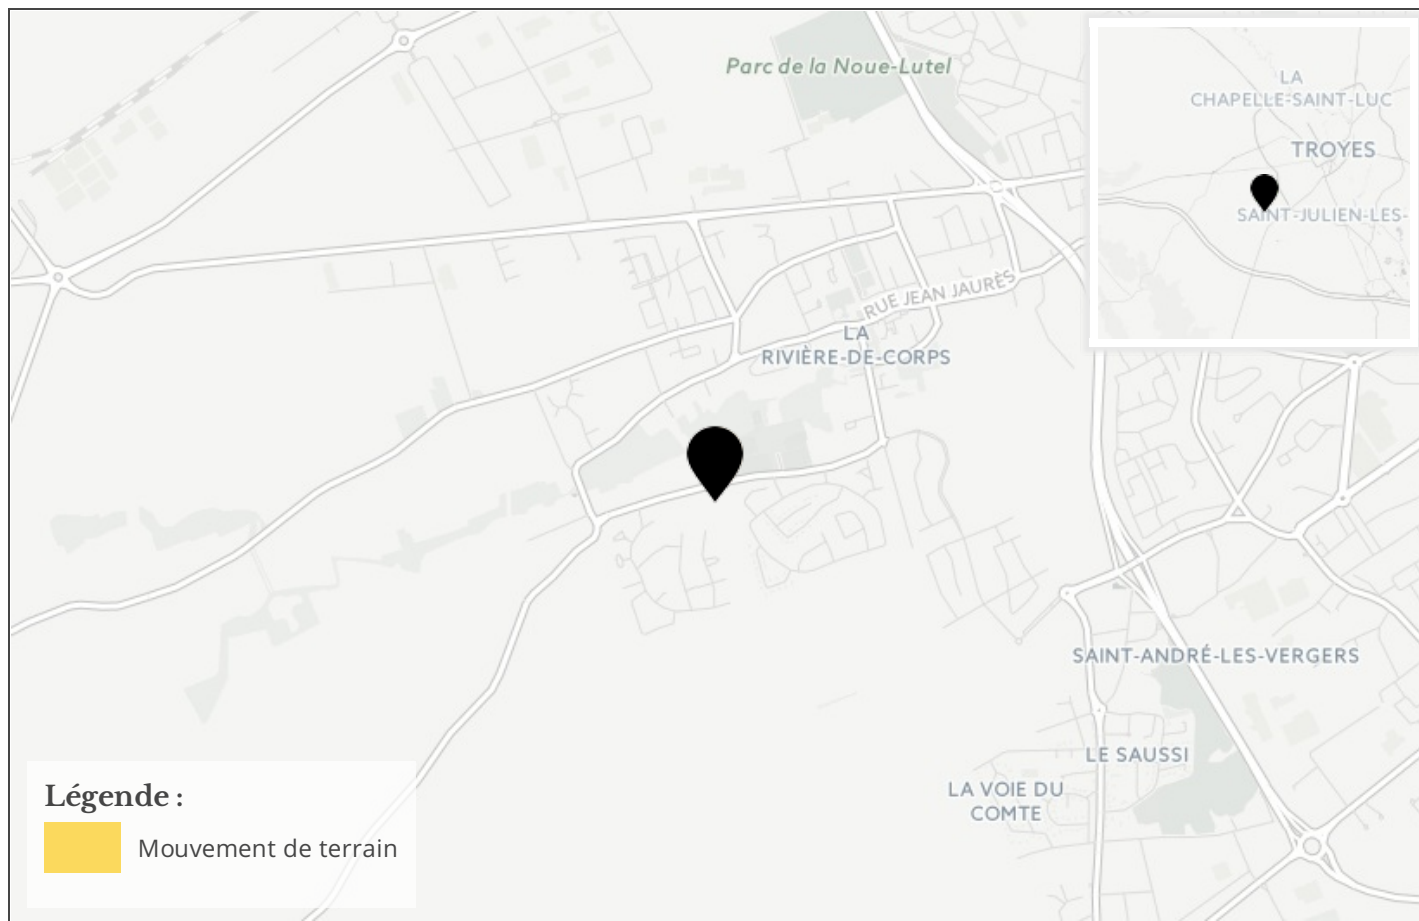 Parc de la Noue-Lutel
LA
CHAPELLE-SAINT-LUC
TROYES
SAINT-JULIEN-LES-
RUE JEAN JAURÈS
LA
RIVIÈRE-DE-CORPS
SAINT-ANDRÉ-LES-VERGERS
LE SAUSSI
LA VOIE DU
COMTE
Légende :
Mouvement de terrain